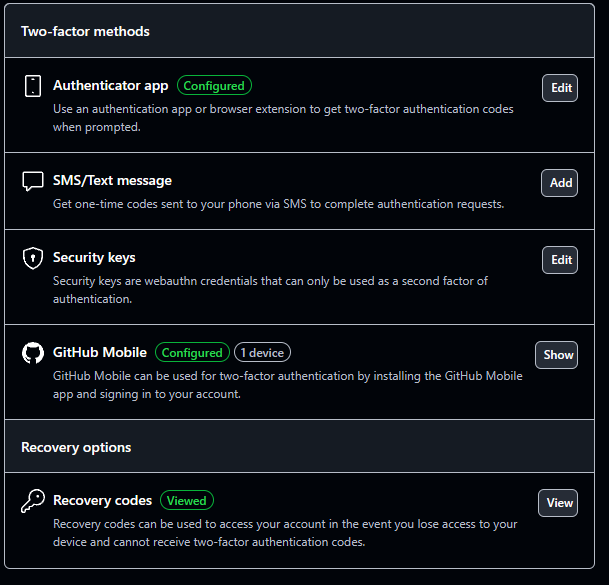 Two-factor methods
Authenticator app Configured
Edit
Use an authentication app or browser extension to get two-factor authentication codes
when prompted.
SMS/Text message
Add
Get one-time codes sent to your phone via SMS to complete authentication requests.
Security keys
Edit
Security keys are webauthn credentials that can only be used as a second factor of
authentication.
GitHub Mobile Configured 1 device
Show
GitHub Mobile can be used for two-factor authentication by installing the GitHub Mobile
app and signing in to your account.
Recovery options
Recovery codes Viewed
View
Recovery codes can be used to access your account in the event you lose access to your
device and cannot receive two-factor authentication codes.